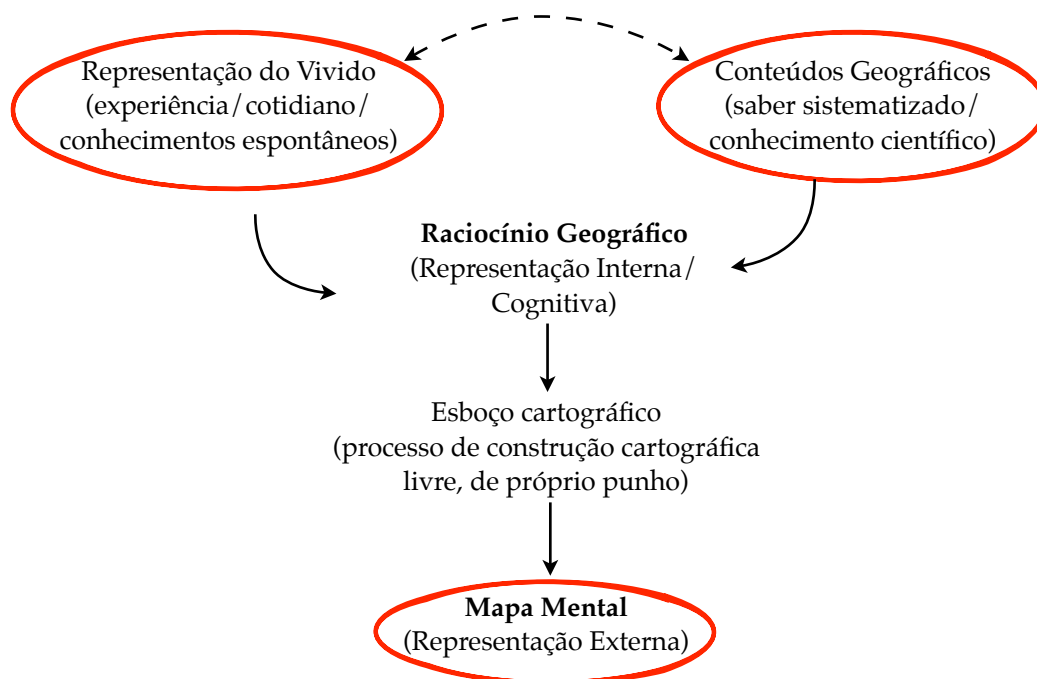 Representação do Vivido
(experiência/cotidiano/
conhecimentos espontâneos)
Conteúdos Geográficos
(saber sistematizado/
conhecimento científico)
Raciocínio Geográfico
(Representação Interna/
Cognitiva)
Esboço cartográfico
(processo de construção cartográfica
livre, de próprio punho)
Mapa Mental
(Representação Externa)